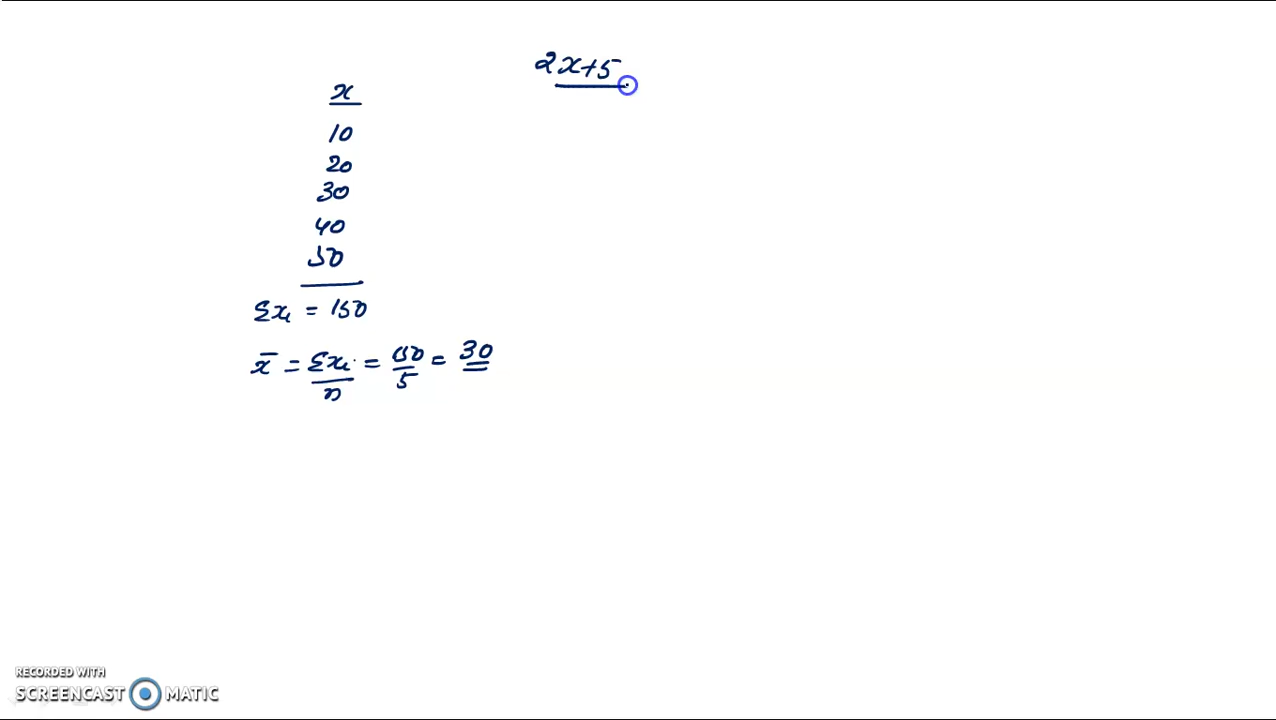 2x+5
x
10
20
30
40
50
Σxi = 150
x̄ = Σxi/n = 150/5 = 30
RECORDED WITH
SCREENCAST MATIC